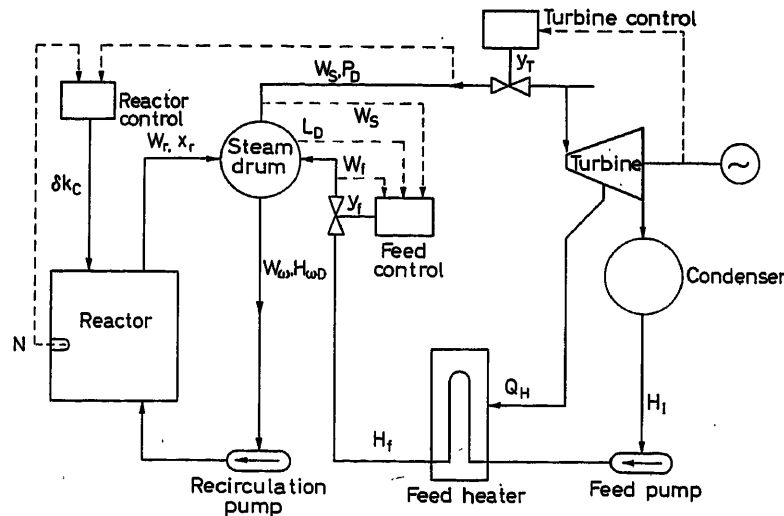 Turbine control
y_T
W_S, P_D
Reactor
control
W_S
L_D
W_r, x_r
Steam
drum
W_f
Turbine
~
δk_C
y_f
Feed
control
W_ω, H_ωD
Condenser
Reactor
N
Q_H
H_I
H_f
Recirculation
pump
Feed heater
Feed pump